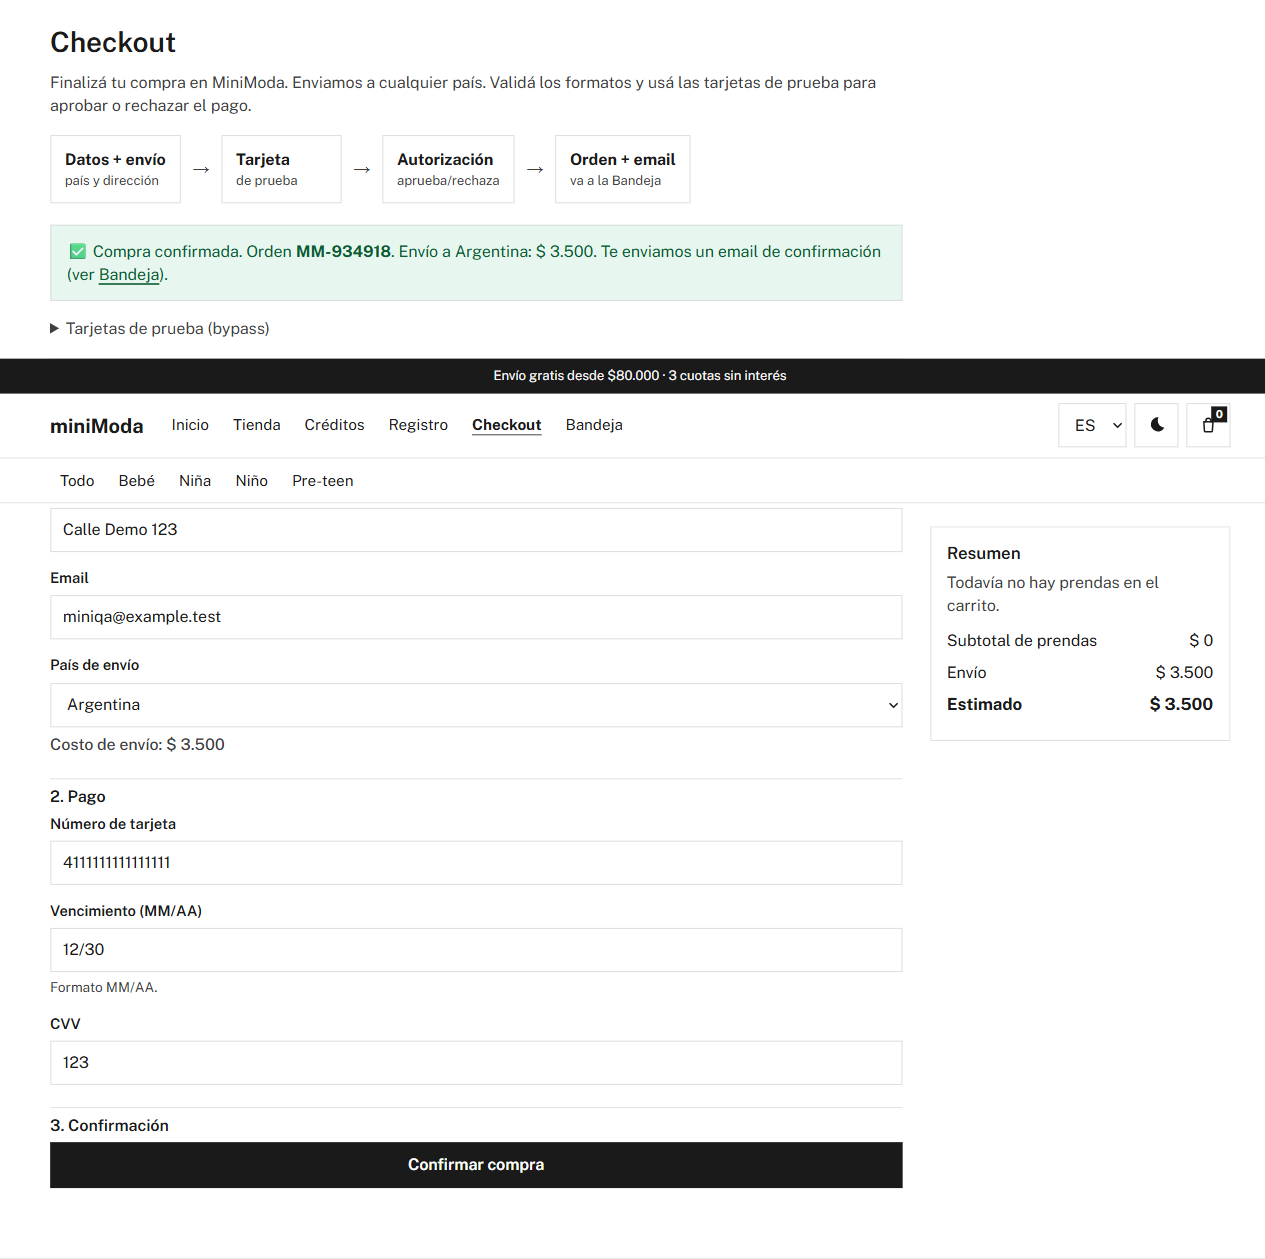 Checkout
Finalizá tu compra en MiniModa. Enviamos a cualquier país. Validá los formatos y usá las tarjetas de prueba para
aprobar o rechazar el pago.
Datos + envío
país y dirección
→
Tarjeta
de prueba
→
Autorización
aprueba/rechaza
→
Orden + email
va a la Bandeja
✅ Compra confirmada. Orden MM-934918. Envío a Argentina: $ 3.500. Te enviamos un email de confirmación
(ver Bandeja).
▶ Tarjetas de prueba (bypass)
Envío gratis desde $80.000 · 3 cuotas sin interés
miniModa Inicio Tienda Créditos Registro Checkout Bandeja ES 0
Todo Bebé Niña Niño Pre-teen
Calle Demo 123
Email
miniqa@example.test
País de envío
Argentina
Costo de envío: $ 3.500
2. Pago
Número de tarjeta
4111111111111111
Vencimiento (MM/AA)
12/30
Formato MM/AA.
CVV
123
3. Confirmación
Confirmar compra
Resumen
Todavía no hay prendas en el
carrito.
Subtotal de prendas $ 0
Envío $ 3.500
Estimado $ 3.500